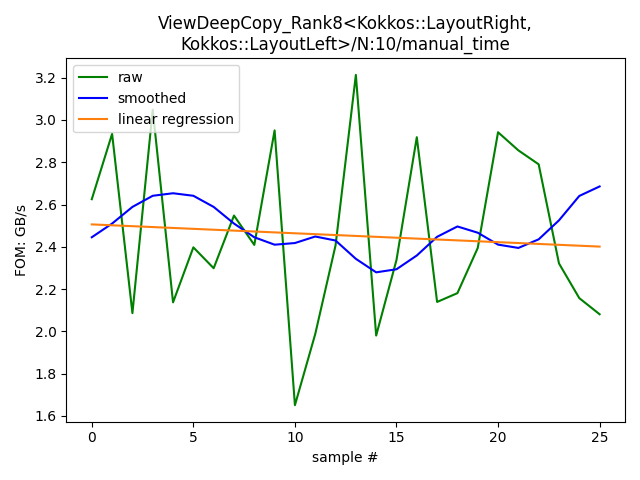 ViewDeepCopy_Rank8<Kokkos::LayoutRight,
Kokkos::LayoutLeft>/N:10/manual_time
raw
smoothed
linear regression
FOM: GB/s
3.2
3.0
2.8
2.6
2.4
2.2
2.0
1.8
1.6
0
5
10
15
20
25
sample #